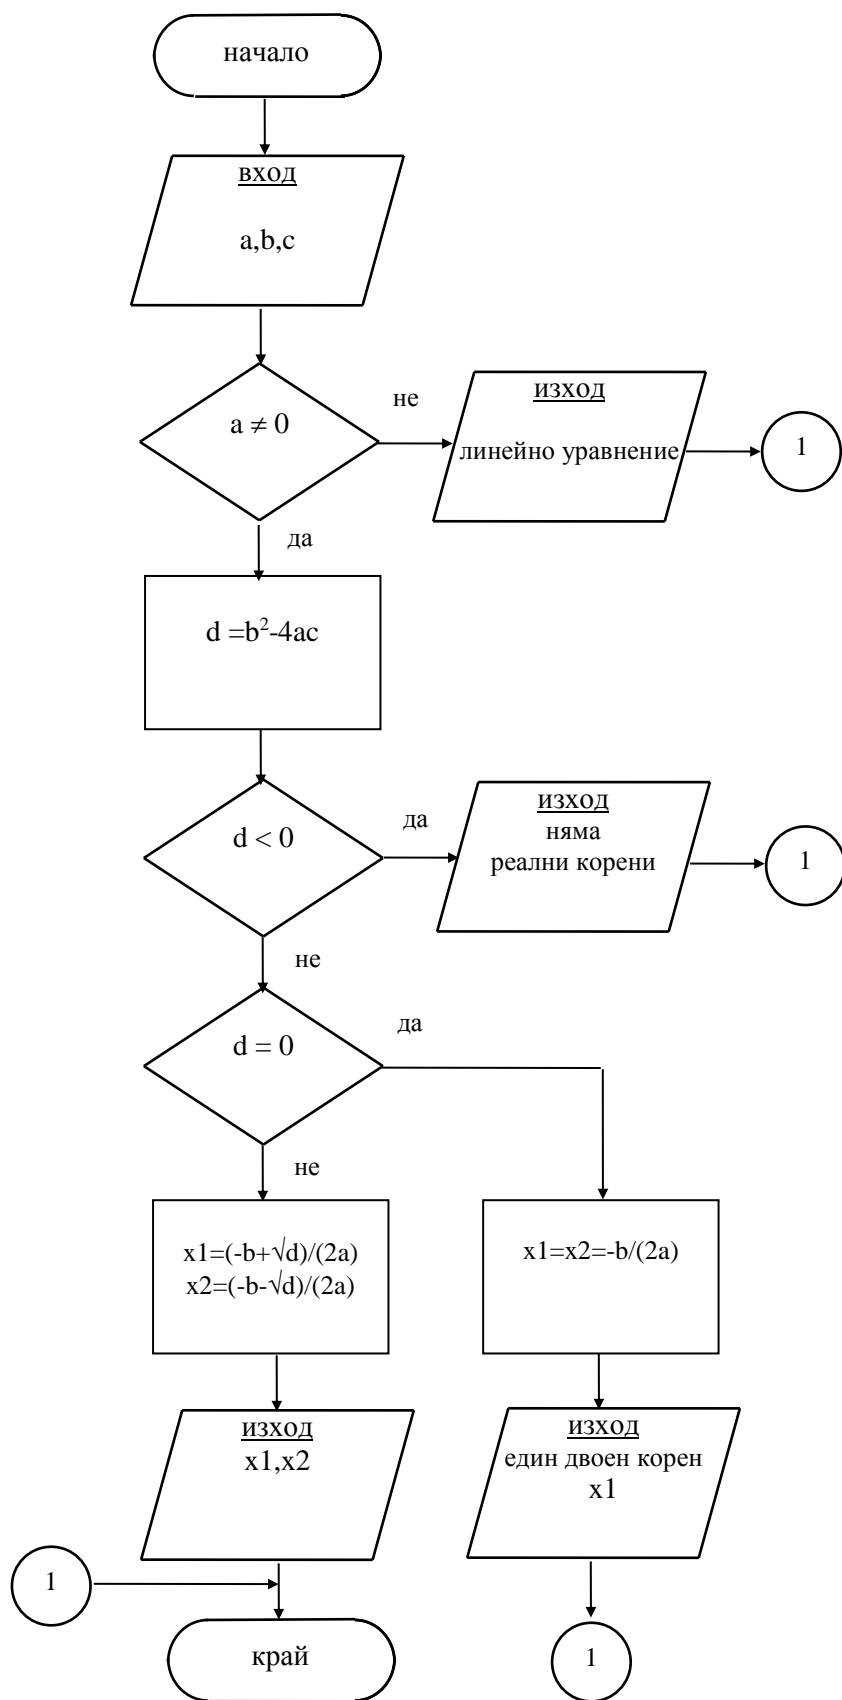 начало
вход
a,b,c
a ≠ 0
не
изход
линейно уравнение
1
да
d =b²-4ac
d < 0
да
изход
няма
реални корени
1
не
d = 0
да
не
x1=(-b+√d)/(2a)
x2=(-b-√d)/(2a)
x1=x2=-b/(2a)
изход
x1,x2
изход
един двоен корен
x1
1
край
1